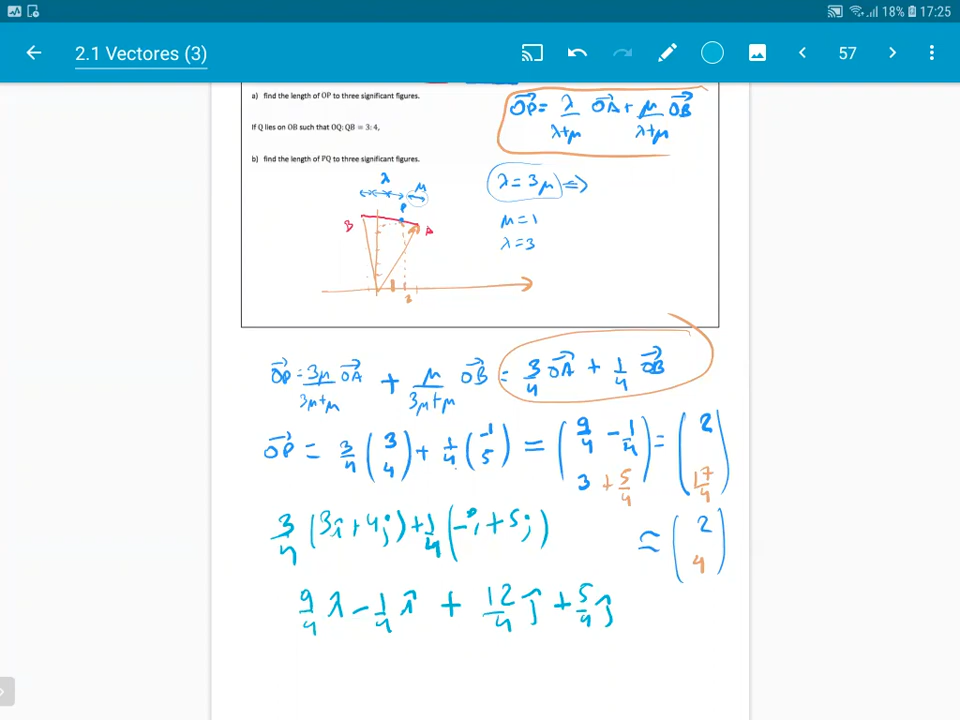 18% 17:25
2.1 Vectores (3)
57
a) find the length of OP to three significant figures.
If Q lies on OB such that OQ: QB = 3: 4,
b) find the length of PQ to three significant figures.
OP = λ/(λ+μ) OA + μ/(λ+μ) OB
λ = 3μ ⇒
μ = 1
λ = 3
λ
μ
P
B
A
2
OP = 3μ/(3μ+μ) OA + μ/(3μ+μ) OB = 3/4 OA + 1/4 OB
OP = 3/4 (3 4) + 1/4 (-1 5) = (9/4 - 1/4 3 + 5/4) = (2 17/4)
3/4 (3i + 4j) + 1/4 (-i + 5j)
≃ (2 4)
9/4 i - 1/4 i + 12/4 j + 5/4 j